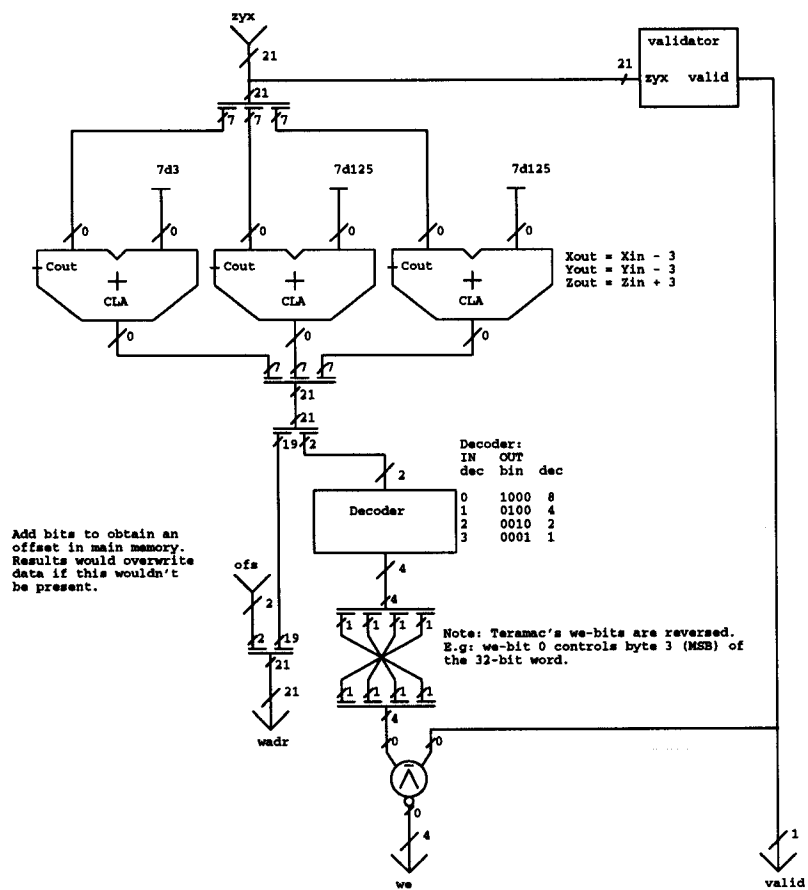 zyx
21
validator
21
zyx valid
21
7 7 7
7d3 7d125 7d125
0 0 0 0 0 0
Cout Cout Cout
+ + +
CLA CLA CLA
Xout = Xin - 3
Yout = Yin - 3
Zout = Zin + 3
0 0 0
7 7 7
21
21
19 2
Decoder:
IN OUT
dec bin dec
0 1000 8
1 0100 4
2 0010 2
3 0001 1
2
Decoder
Add bits to obtain an
offset in main memory.
Results would overwrite
data if this wouldn't
be present.
ofs
4
2
4
1 1 1 1
Note: Teramac's we-bits are reversed.
E.g: we-bit 0 controls byte 3 (MSB) of
the 32-bit word.
2 19
21
21
1 1 1 1
4
wadr
0 0
0
4
1
we
valid